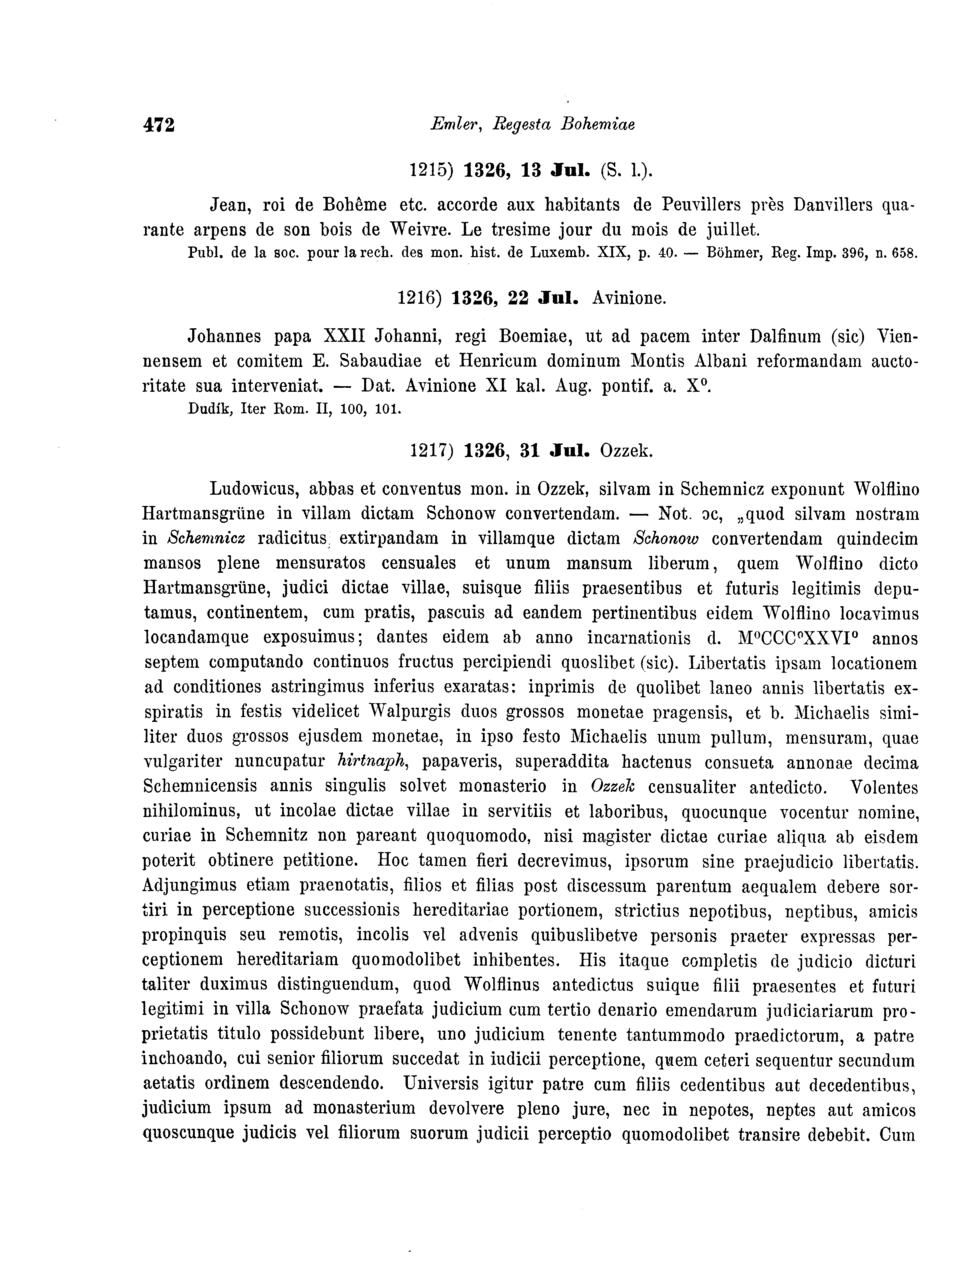 472
Emler, Regesta Bohemiae
1215) 1326, 13 Jul. (S. l.).
Jean, roi de Bohême etc. accorde aux habitants de Peuvillers près Danvillers qua-
rante arpens de son bois de Weivre. Le tresime jour du mois de juillet.
Publ. de la soc. pour la rech. des mon. hist. de Luxemb. XIX, p. 40. — Böhmer, Reg. Imp. 396, n. 658.
1216) 1326, 22 Jul. Avinione.
Johannes papa XXII Johanni, regi Boemiae, ut ad pacem inter Dalfinum (sic) Vien-
nensem et comitem E. Sabaudiae et Henricum dominum Montis Albani reformandam aucto-
ritate sua interveniat. — Dat. Avinione XI kal. Aug. pontif. a. X⁰.
Dudík, Iter Rom. II, 100, 101.
1217) 1326, 31 Jul. Ozzek.
Ludowicus, abbas et conventus mon. in Ozzek, silvam in Schemnicz exponunt Wolflino
Hartmansgrüne in villam dictam Schonow convertendam. — Not. ɔc, „quod silvam nostram
in Schemnicz radicitus extirpandam in villamque dictam Schonow convertendam quindecim
mansos plene mensuratos censuales et unum mansum liberum, quem Wolflino dicto
Hartmansgrüne, judici dictae villae, suisque filiis praesentibus et futuris legitimis depu-
tamus, continentem, cum pratis, pascuis ad eandem pertinentibus eidem Wolflino locavimus
locandamque exposuimus; dantes eidem ab anno incarnationis d. M⁰CCC⁰XXVI⁰ annos
septem computando continuos fructus percipiendi quoslibet (sic). Libertatis ipsam locationem
ad conditiones astringimus inferius exaratas: inprimis de quolibet laneo annis libertatis ex-
spiratis in festis videlicet Walpurgis duos grossos monetae pragensis, et b. Michaelis simi-
liter duos grossos ejusdem monetae, in ipso festo Michaelis unum pullum, mensuram, quae
vulgariter nuncupatur hirtnaph, papaveris, superaddita hactenus consueta annonae decima
Schemnicensis annis singulis solvet monasterio in Ozzek censualiter antedicto. Volentes
nihilominus, ut incolae dictae villae in servitiis et laboribus, quocunque vocentur nomine,
curiae in Schemnitz non pareant quoquomodo, nisi magister dictae curiae aliqua ab eisdem
poterit obtinere petitione. Hoc tamen fieri decrevimus, ipsorum sine praejudicio libertatis.
Adjungimus etiam praenotatis, filios et filias post discessum parentum aequalem debere sor-
tiri in perceptione successionis hereditariae portionem, strictius nepotibus, neptibus, amicis
propinquis seu remotis, incolis vel advenis quibuslibetve personis praeter expressas per-
ceptionem hereditariam quomodolibet inhibentes. His itaque completis de judicio dicturi
taliter duximus distinguendum, quod Wolflinus antedictus suique filii praesentes et futuri
legitimi in villa Schonow praefata judicium cum tertio denario emendarum judiciariarum pro-
prietatis titulo possidebunt libere, uno judicium tenente tantummodo praedictorum, a patre
inchoando, cui senior filiorum succedat in iudicii perceptione, quem ceteri sequentur secundum
aetatis ordinem descendendo. Universis igitur patre cum filiis cedentibus aut decedentibus,
judicium ipsum ad monasterium devolvere pleno jure, nec in nepotes, neptes aut amicos
quoscunque judicis vel filiorum suorum judicii perceptio quomodolibet transire debebit. Cum